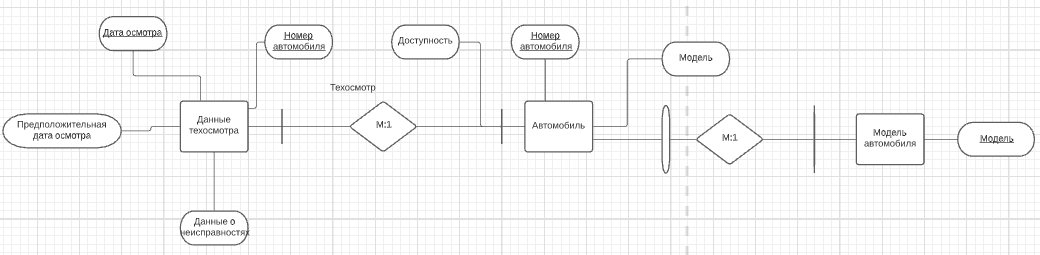 Дата осмотра
Номер
автомобиля
Доступность
Номер
автомобиля
Модель
Техосмотр
Предположительная
дата осмотра
Данные
техосмотра
М:1
Автомобиль
М:1
Модель
автомобиля
Модель
Данные о
неисправностях